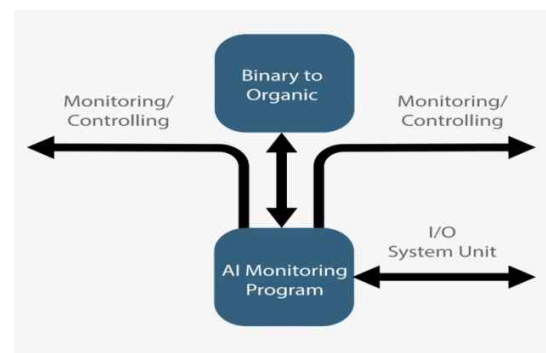 Binary to
Organic
Monitoring/
Controlling
Monitoring/
Controlling
I/O
System Unit
AI Monitoring
Program